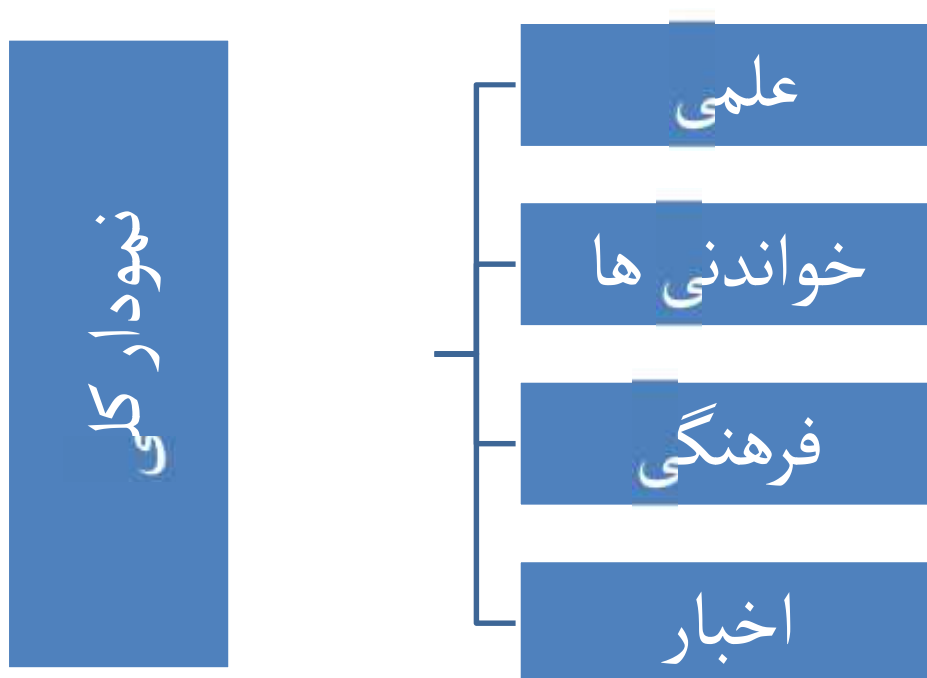 نمودار کلی
علمی
خواندنی ها
فرهنگی
اخبار